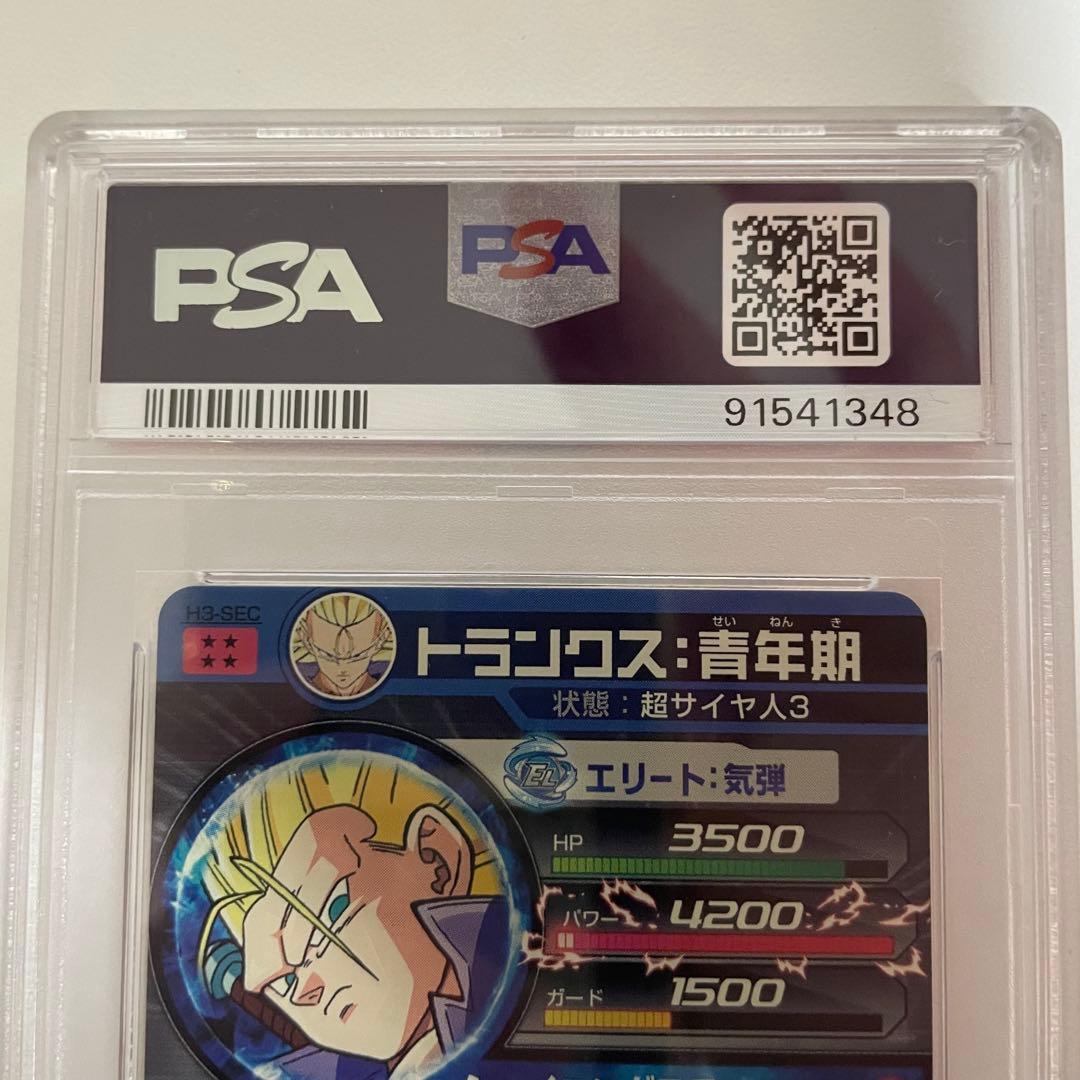 PSA
PSA
91541348
H3-SEC
せい ねん き
トランクス：青年期
状態：超サイヤ人3
EL エリート：気弾
HP 3500
パワー 4200
ガード 1500